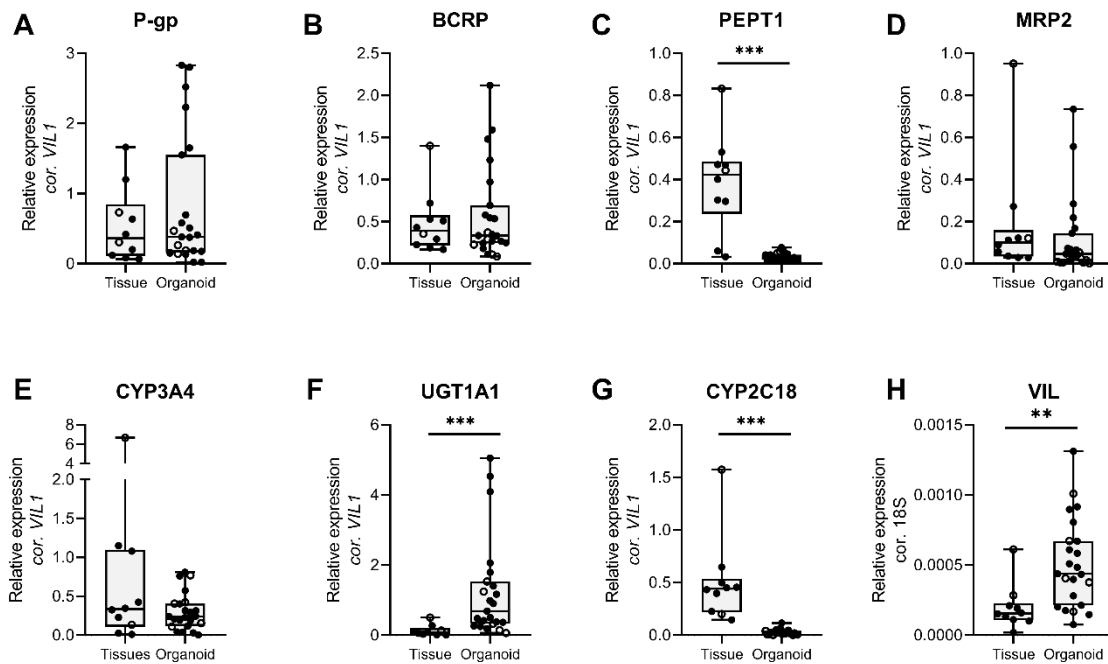 A
P-gp
Relative expression
cor. VIL1
3
2
1
0
Tissue Organoid
B
BCRP
Relative expression
cor. VIL1
2.5
2.0
1.5
1.0
0.5
0.0
Tissue Organoid
C
PEPT1
Relative expression
cor. VIL1
1.0
0.8
0.6
0.4
0.2
0.0
***
Tissue Organoid
D
MRP2
Relative expression
cor. VIL1
1.0
0.8
0.6
0.4
0.2
0.0
Tissue Organoid
E
CYP3A4
Relative expression
cor. VIL1
8
6
4
2.0
1.5
1.0
0.5
0.0
Tissues Organoid
F
UGT1A1
Relative expression
cor. VIL1
6
4
2
0
***
Tissue Organoid
G
CYP2C18
Relative expression
cor. VIL1
2.0
1.5
1.0
0.5
0.0
***
Tissue Organoid
H
VIL
Relative expression
cor. 18S
0.0015
0.0010
0.0005
0.0000
**
Tissue Organoid